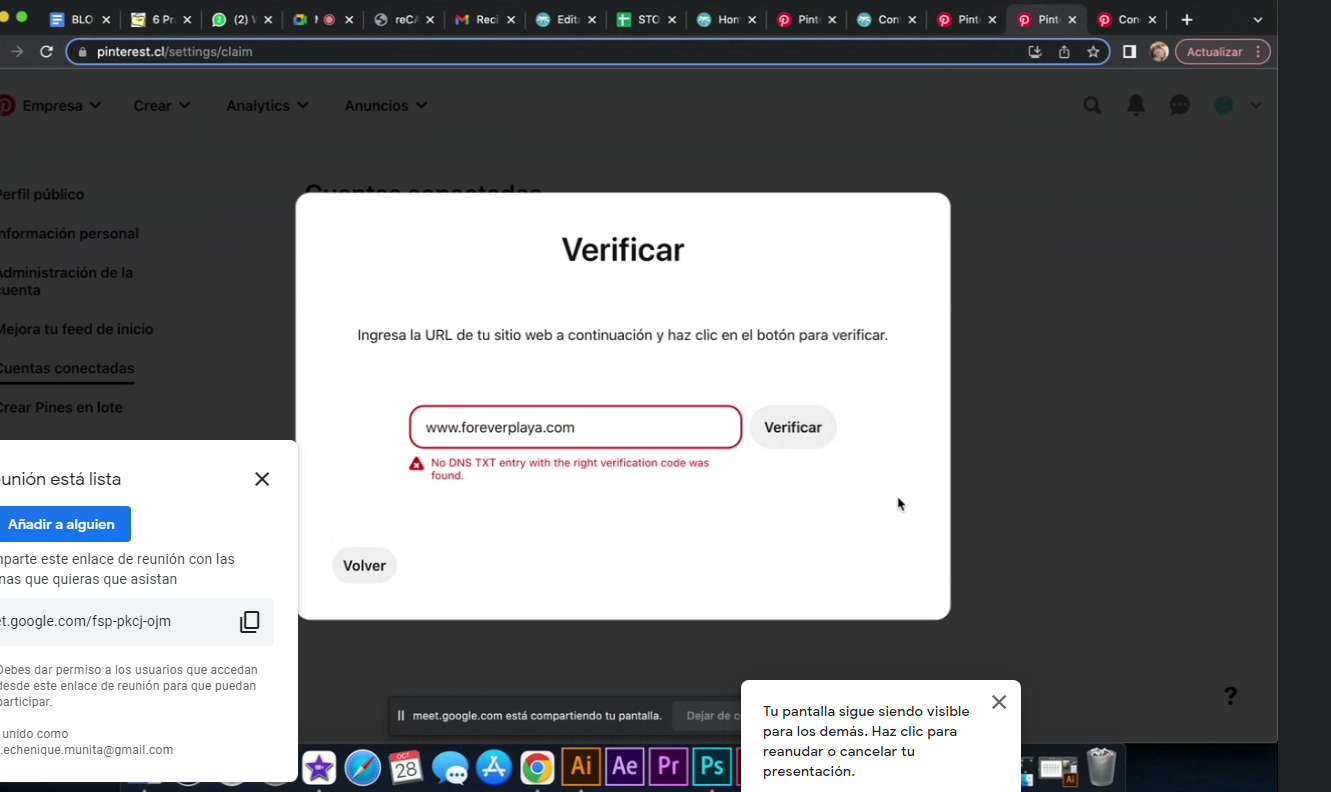 BLO
6 Pr
(2)
reCA
Reci
Edit
STO
Hom
Pint
Con
Pint
Pint
Con
pinterest.cl/settings/claim
Actualizar
Empresa
Crear
Analytics
Anuncios
Perfil público
Información personal
Administración de la
cuenta
Mejora tu feed de inicio
Cuentas conectadas
Crear Pines en lote
Cuentas conectadas
Verificar
Ingresa la URL de tu sitio web a continuación y haz clic en el botón para verificar.
www.foreverplaya.com
Verificar
No DNS TXT entry with the right verification code was
found.
Volver
eunión está lista
Añadir a alguien
mparte este enlace de reunión con las
nas que quieras que asistan
et.google.com/fsp-pkcj-ojm
Debes dar permiso a los usuarios que accedan
desde este enlace de reunión para que puedan
participar.
unido como
.echenique.munita@gmail.com
meet.google.com está compartiendo tu pantalla.
Dejar de c
Tu pantalla sigue siendo visible
para los demás. Haz clic para
reanudar o cancelar tu
presentación.
?
OCT
28
Ai
Ae
Pr
Ps
Ai